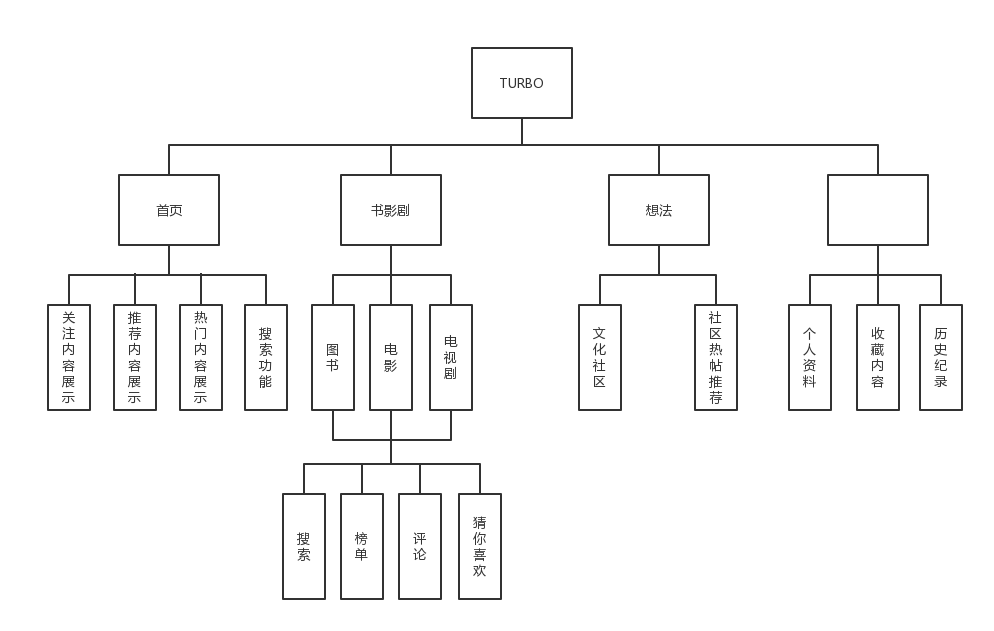 TURBO
首页
书影剧
想法
关注内容展示
推荐内容展示
热门内容展示
搜索功能
图书
电影
电视剧
文化社区
社区热帖推荐
个人资料
收藏内容
历史纪录
搜索
榜单
评论
猜你喜欢